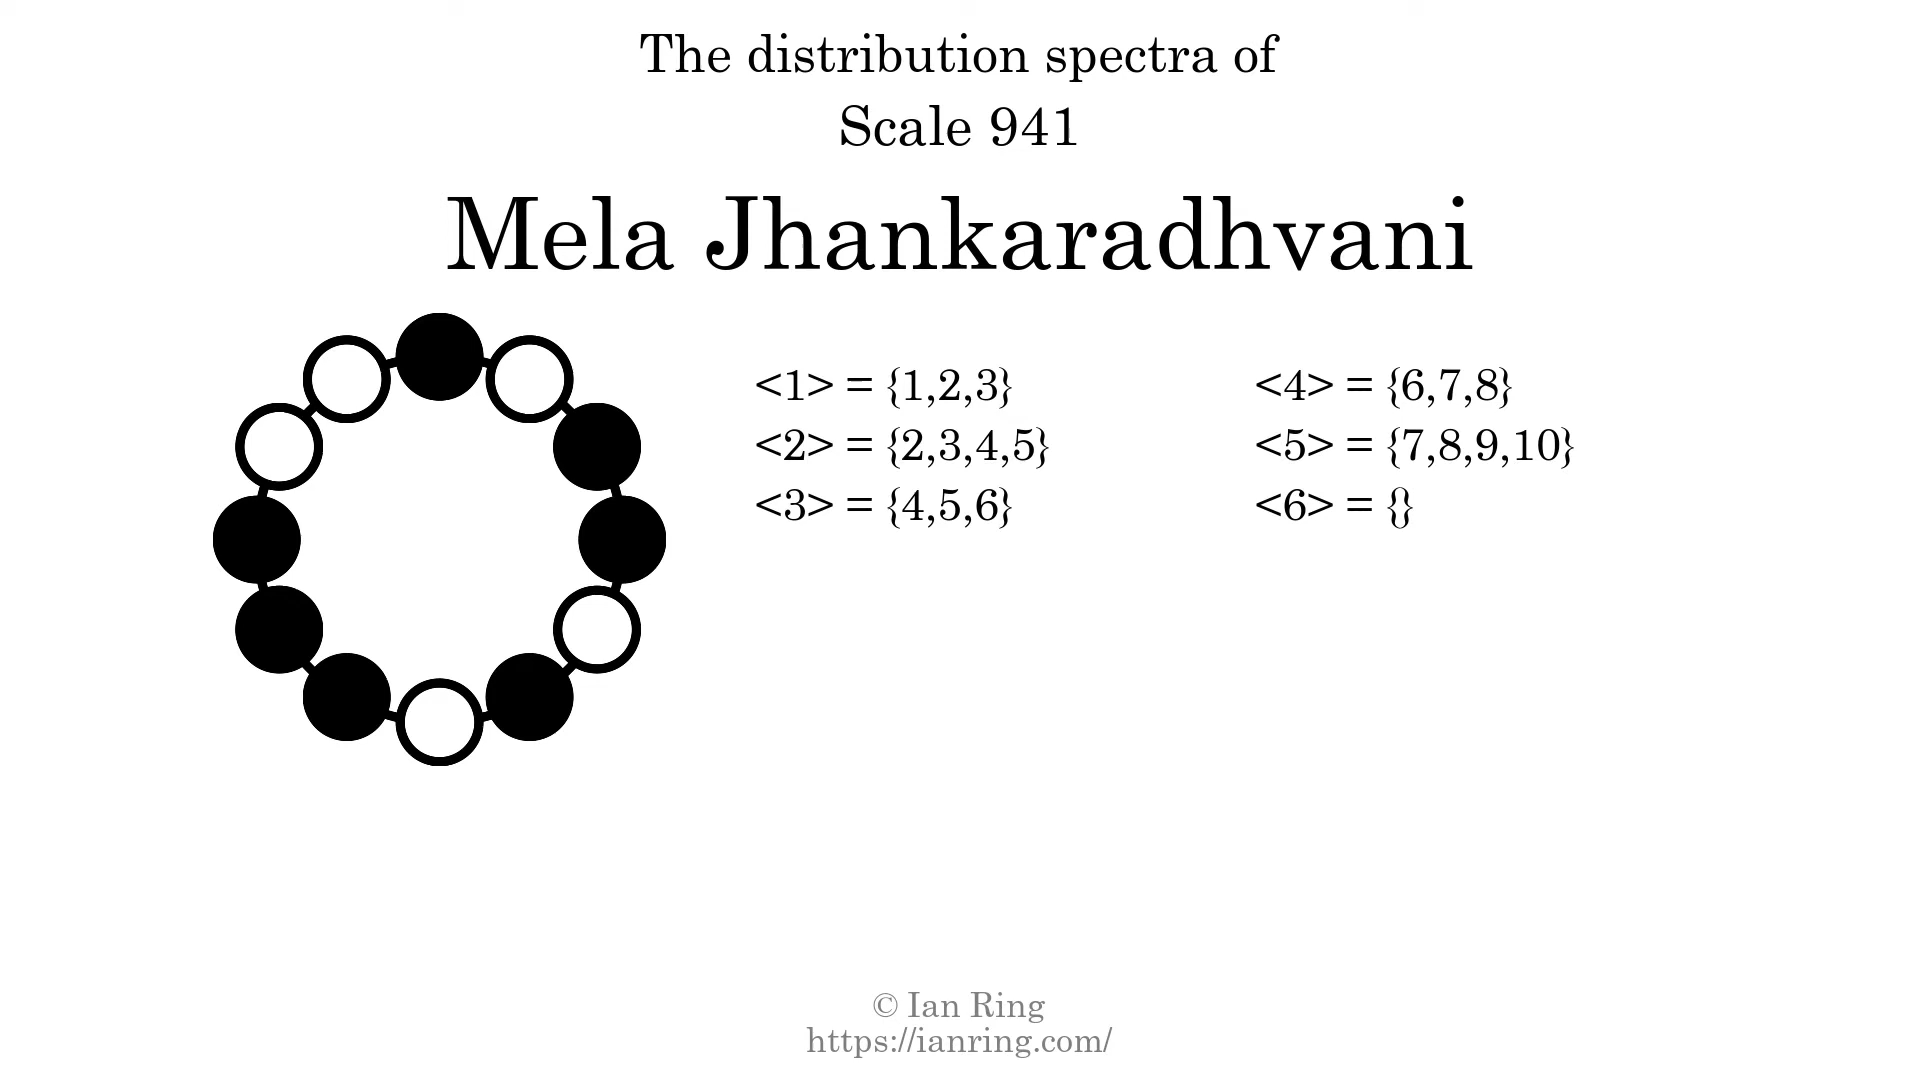 The distribution spectra of
Scale 941
Mela Jhankaradhvani
<1> = {1,2,3}
<2> = {2,3,4,5}
<3> = {4,5,6}
<4> = {6,7,8}
<5> = {7,8,9,10}
<6> = {}
© Ian Ring
https://ianring.com/